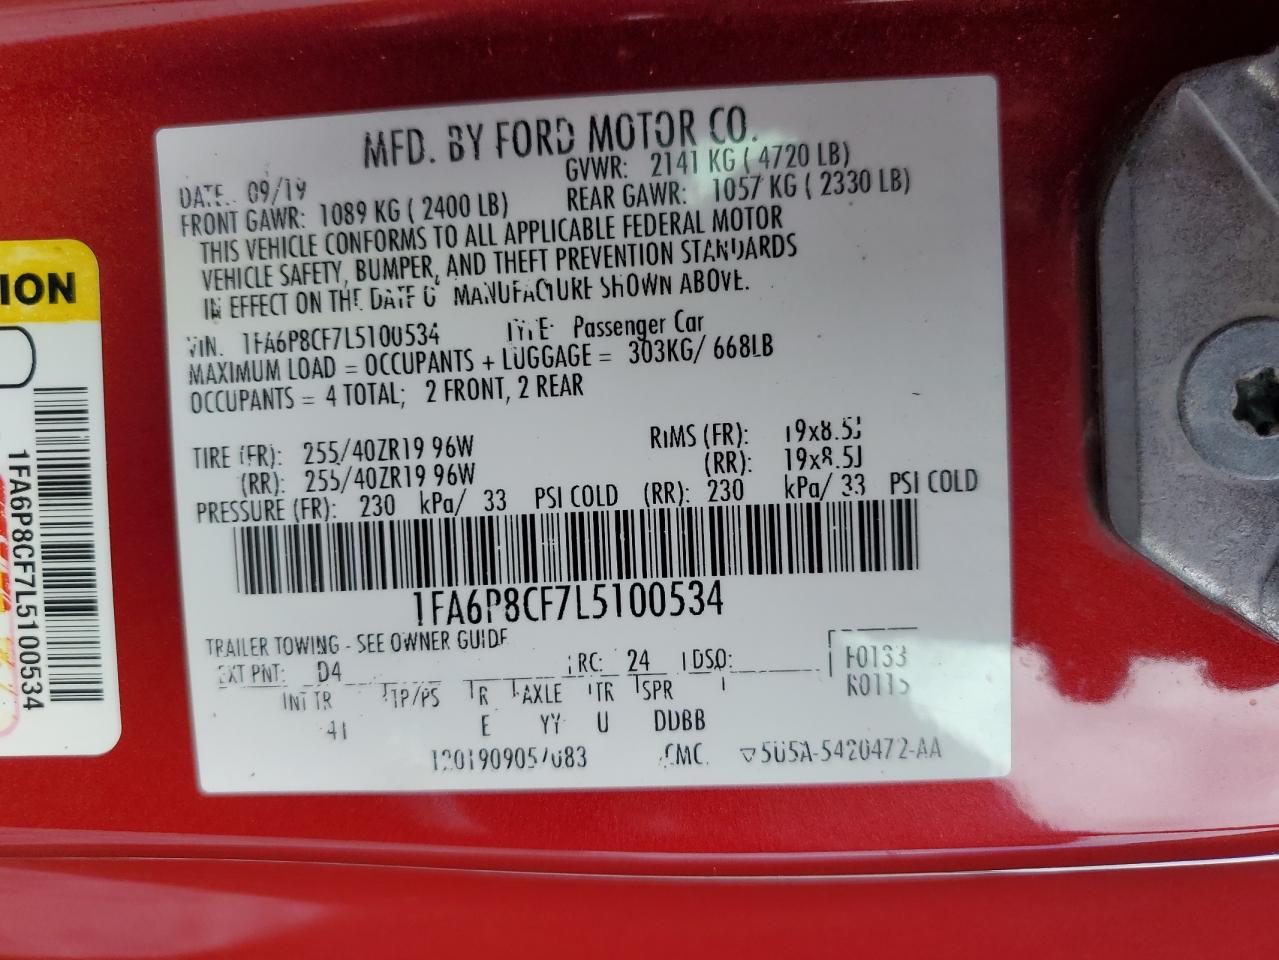 MFD. BY FORD MOTOR CO.
DATE: 09/19 GVWR: 2141 KG ( 4720 LB)
FRONT GAWR: 1089 KG ( 2400 LB) REAR GAWR: 1057 KG ( 2330 LB)
THIS VEHICLE CONFORMS TO ALL APPLICABLE FEDERAL MOTOR
VEHICLE SAFETY, BUMPER, AND THEFT PREVENTION STANDARDS
IN EFFECT ON THE DATE OF MANUFACTURE SHOWN ABOVE.
VIN: 1FA6P8CF7L5100534 TYPE: Passenger Car
MAXIMUM LOAD = OCCUPANTS + LUGGAGE = 303KG/ 668LB
OCCUPANTS = 4 TOTAL; 2 FRONT, 2 REAR
TIRE (FR): 255/40ZR19 96W RIMS (FR): 19x8.5J
(RR): 255/40ZR19 96W (RR): 19x8.5J
PRESSURE (FR): 230 kPa/ 33 PSI COLD (RR): 230 kPa/ 33 PSI COLD
1FA6P8CF7L5100534
TRAILER TOWING - SEE OWNER GUIDE
EXT PNT: D4 RC: 24 DSO: F0133
INT TR TP/PS R AXLE TR SPR R0115
41 E YY U DDBB
CMC ▽5U5A-5420472-AA
ION
1FA6P8CF7L5100534